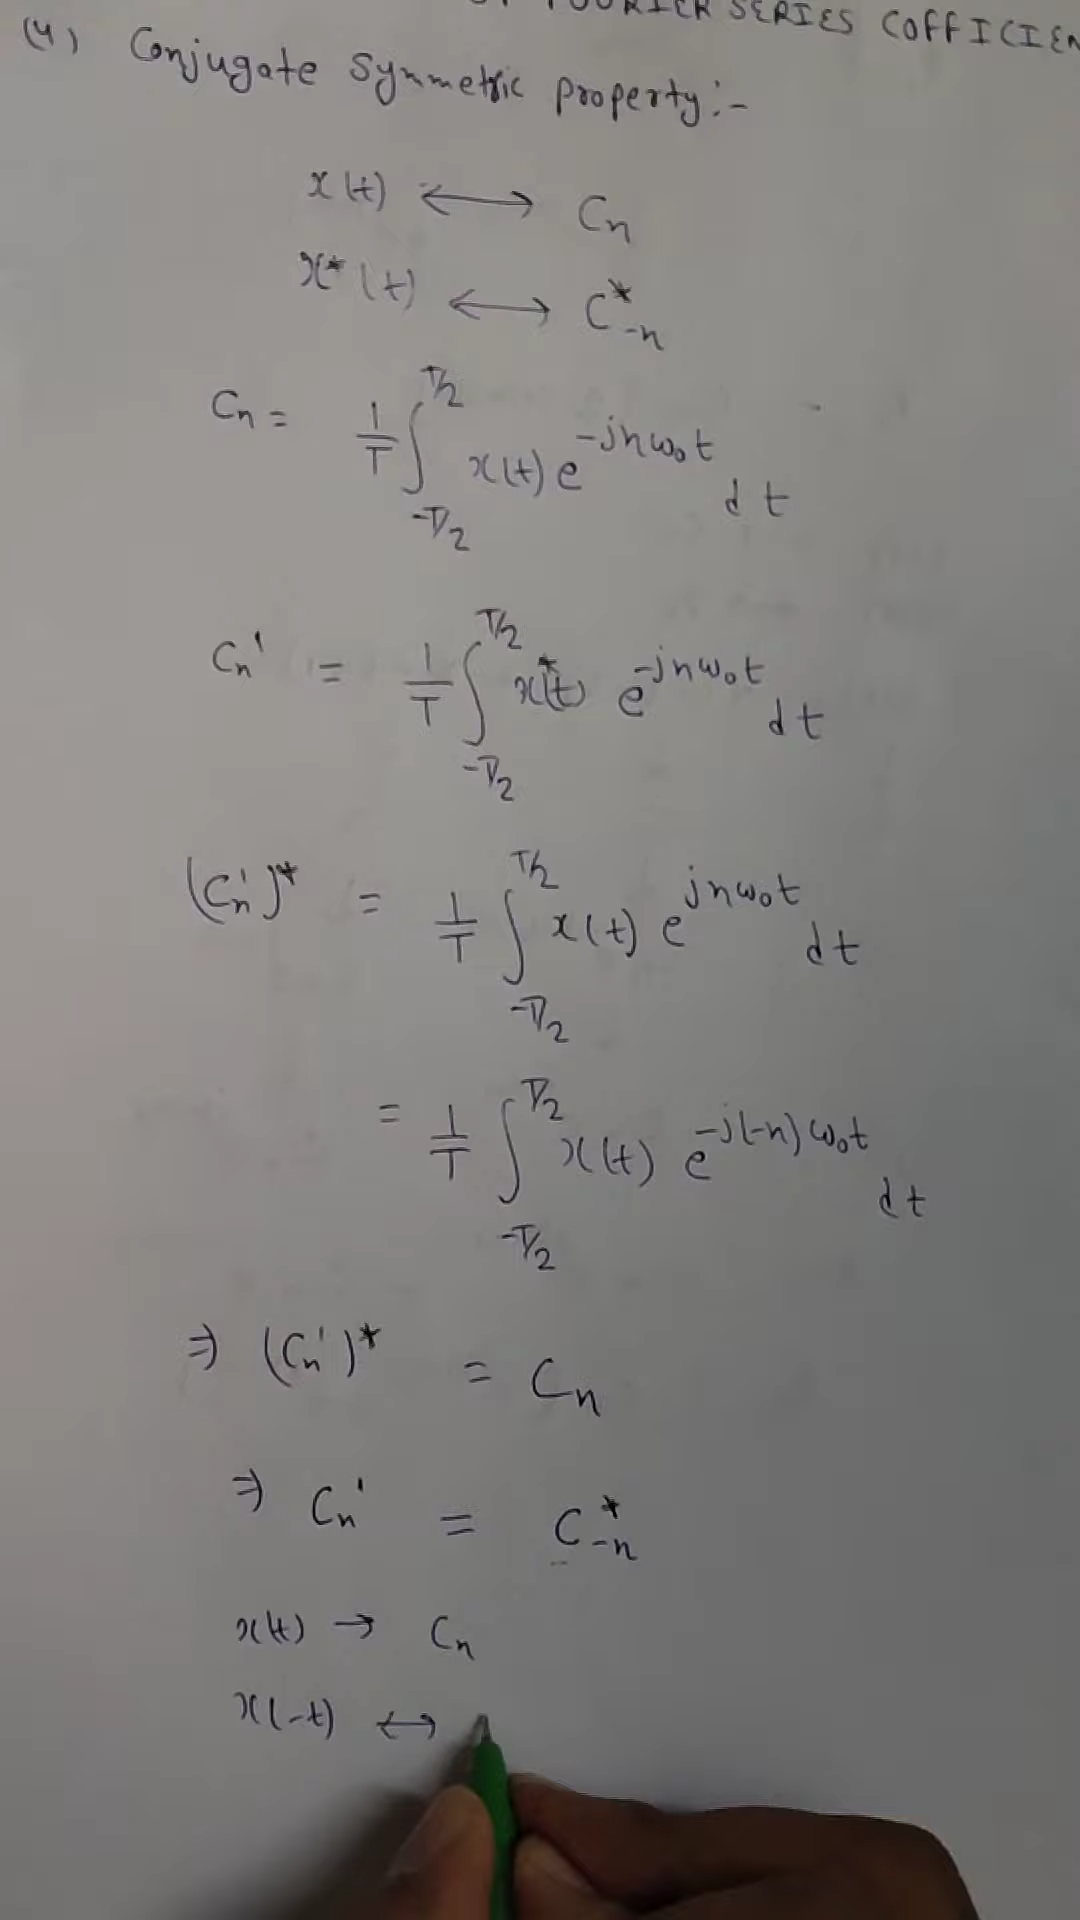 FOURIER SERIES COFFICIEN
(4) Conjugate symmetric property:-
x(t) ⟷ Cn
x*(t) ⟷ C*-n
Cn = 1/T ∫_{-T/2}^{T/2} x(t) e^{-jnω₀t} dt
Cn' = 1/T ∫_{-T/2}^{T/2} x*(t) e^{-jnω₀t} dt
(Cn')* = 1/T ∫_{-T/2}^{T/2} x(t) e^{jnω₀t} dt
= 1/T ∫_{-T/2}^{T/2} x(t) e^{-j(-n)ω₀t} dt
⇒ (Cn')* = Cn
⇒ Cn' = C*-n
x(t) → Cn
x(-t) ↔